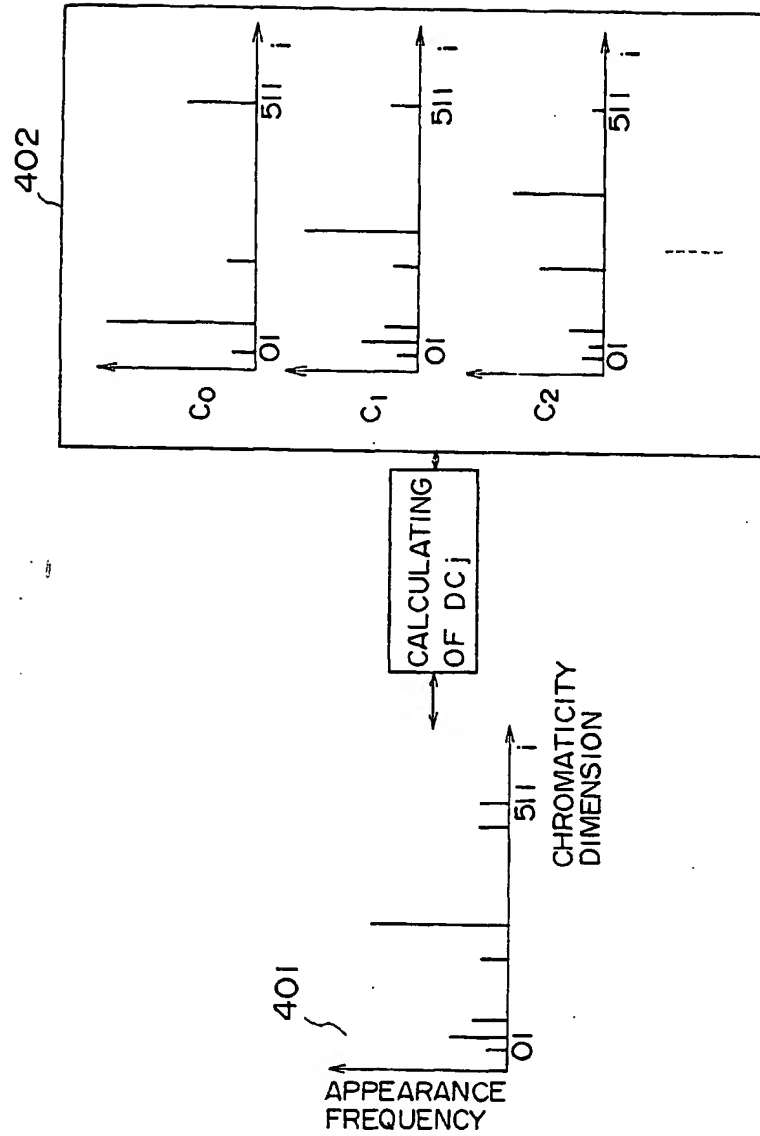 402
C0
01
511
i
C1
01
511
i
C2
01
511
i
CALCULATING
OF DCj
401
APPEARANCE
FREQUENCY
01
511
i
CHROMATICITY
DIMENSION